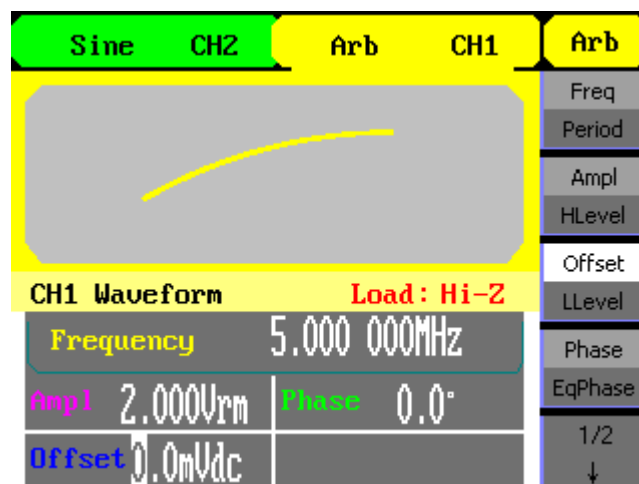 Sine CH2 Arb CH1 Arb
Freq
Period
Ampl
HLevel
Offset
LLevel
Phase
EqPhase
1/2
↓
CH1 Waveform Load: Hi-Z
Frequency 5.000 000MHz
Ampl 2.000Vrm Phase 0.0°
Offset 0.0mVdc